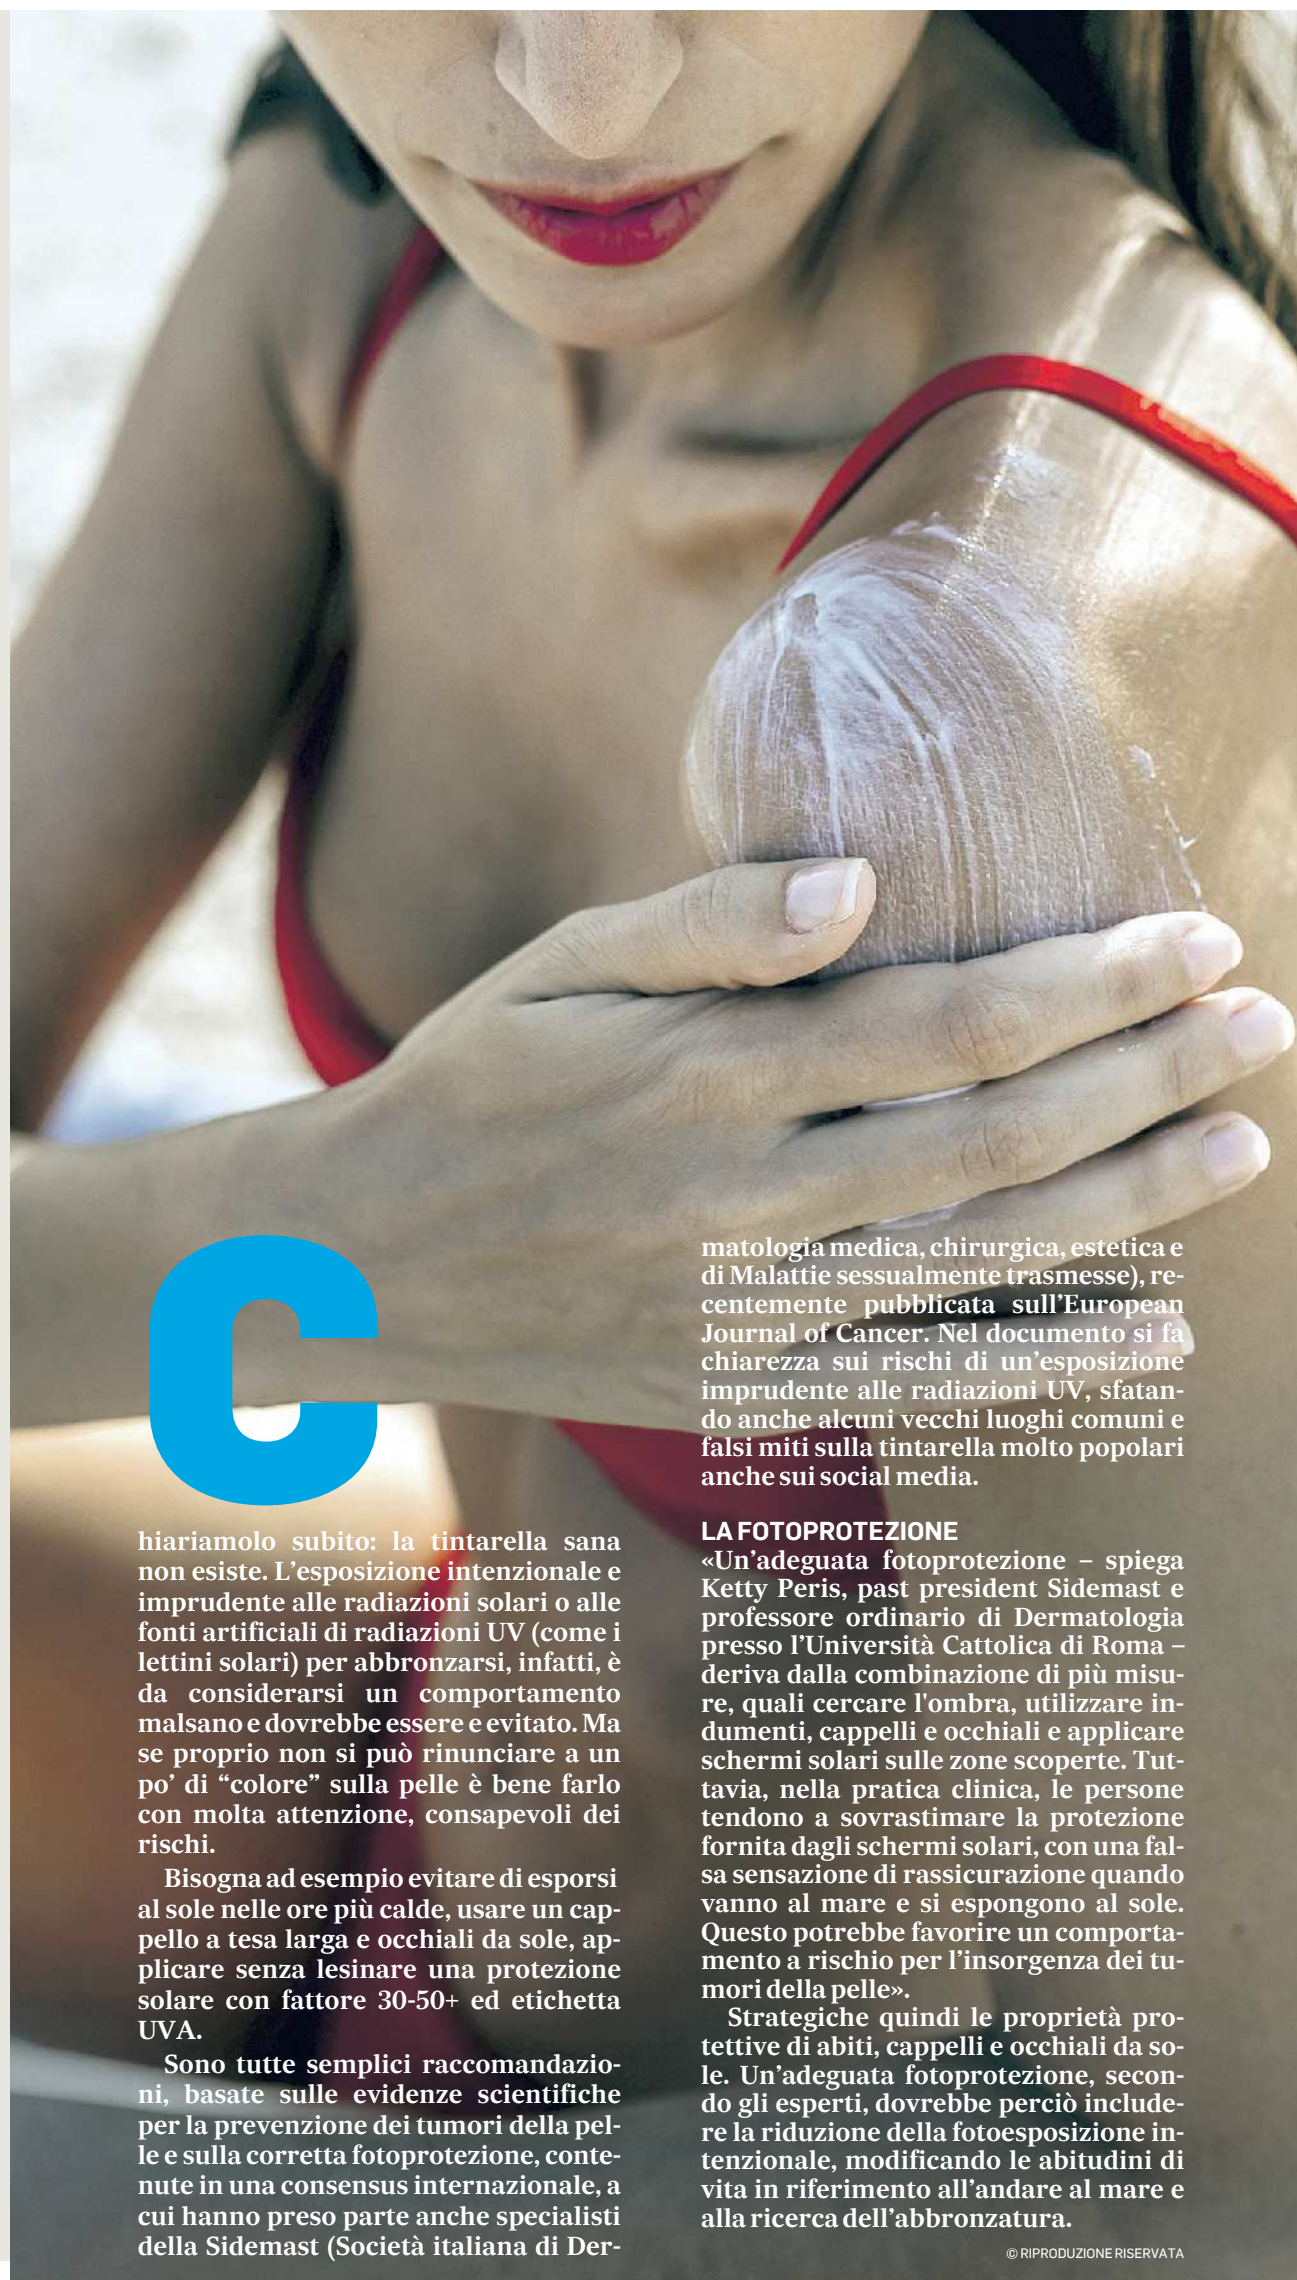 C
hiariamolo subito: la tintarella sana
non esiste. L’esposizione intenzionale e
imprudente alle radiazioni solari o alle
fonti artificiali di radiazioni UV (come i
lettini solari) per abbronzarsi, infatti, è
da considerarsi un comportamento
malsano e dovrebbe essere e evitato. Ma
se proprio non si può rinunciare a un
po’ di “colore” sulla pelle è bene farlo
con molta attenzione, consapevoli dei
rischi.
Bisogna ad esempio evitare di esporsi
al sole nelle ore più calde, usare un cap-
pello a tesa larga e occhiali da sole, ap-
plicare senza lesinare una protezione
solare con fattore 30-50+ ed etichetta
UVA.
Sono tutte semplici raccomandazio-
ni, basate sulle evidenze scientifiche
per la prevenzione dei tumori della pel-
le e sulla corretta fotoprotezione, conte-
nute in una consensus internazionale, a
cui hanno preso parte anche specialisti
della Sidemast (Società italiana di Der-
matologia medica, chirurgica, estetica e
di Malattie sessualmente trasmesse), re-
centemente pubblicata sull’European
Journal of Cancer. Nel documento si fa
chiarezza sui rischi di un’esposizione
imprudente alle radiazioni UV, sfatan-
do anche alcuni vecchi luoghi comuni e
falsi miti sulla tintarella molto popolari
anche sui social media.
LA FOTOPROTEZIONE
«Un’adeguata fotoprotezione – spiega
Ketty Peris, past president Sidemast e
professore ordinario di Dermatologia
presso l’Università Cattolica di Roma –
deriva dalla combinazione di più misu-
re, quali cercare l'ombra, utilizzare in-
dumenti, cappelli e occhiali e applicare
schermi solari sulle zone scoperte. Tut-
tavia, nella pratica clinica, le persone
tendono a sovrastimare la protezione
fornita dagli schermi solari, con una fal-
sa sensazione di rassicurazione quando
vanno al mare e si espongono al sole.
Questo potrebbe favorire un comporta-
mento a rischio per l’insorgenza dei tu-
mori della pelle».
Strategiche quindi le proprietà pro-
tettive di abiti, cappelli e occhiali da so-
le. Un’adeguata fotoprotezione, secon-
do gli esperti, dovrebbe perciò include-
re la riduzione della fotoesposizione in-
tenzionale, modificando le abitudini di
vita in riferimento all’andare al mare e
alla ricerca dell’abbronzatura.
© RIPRODUZIONE RISERVATA